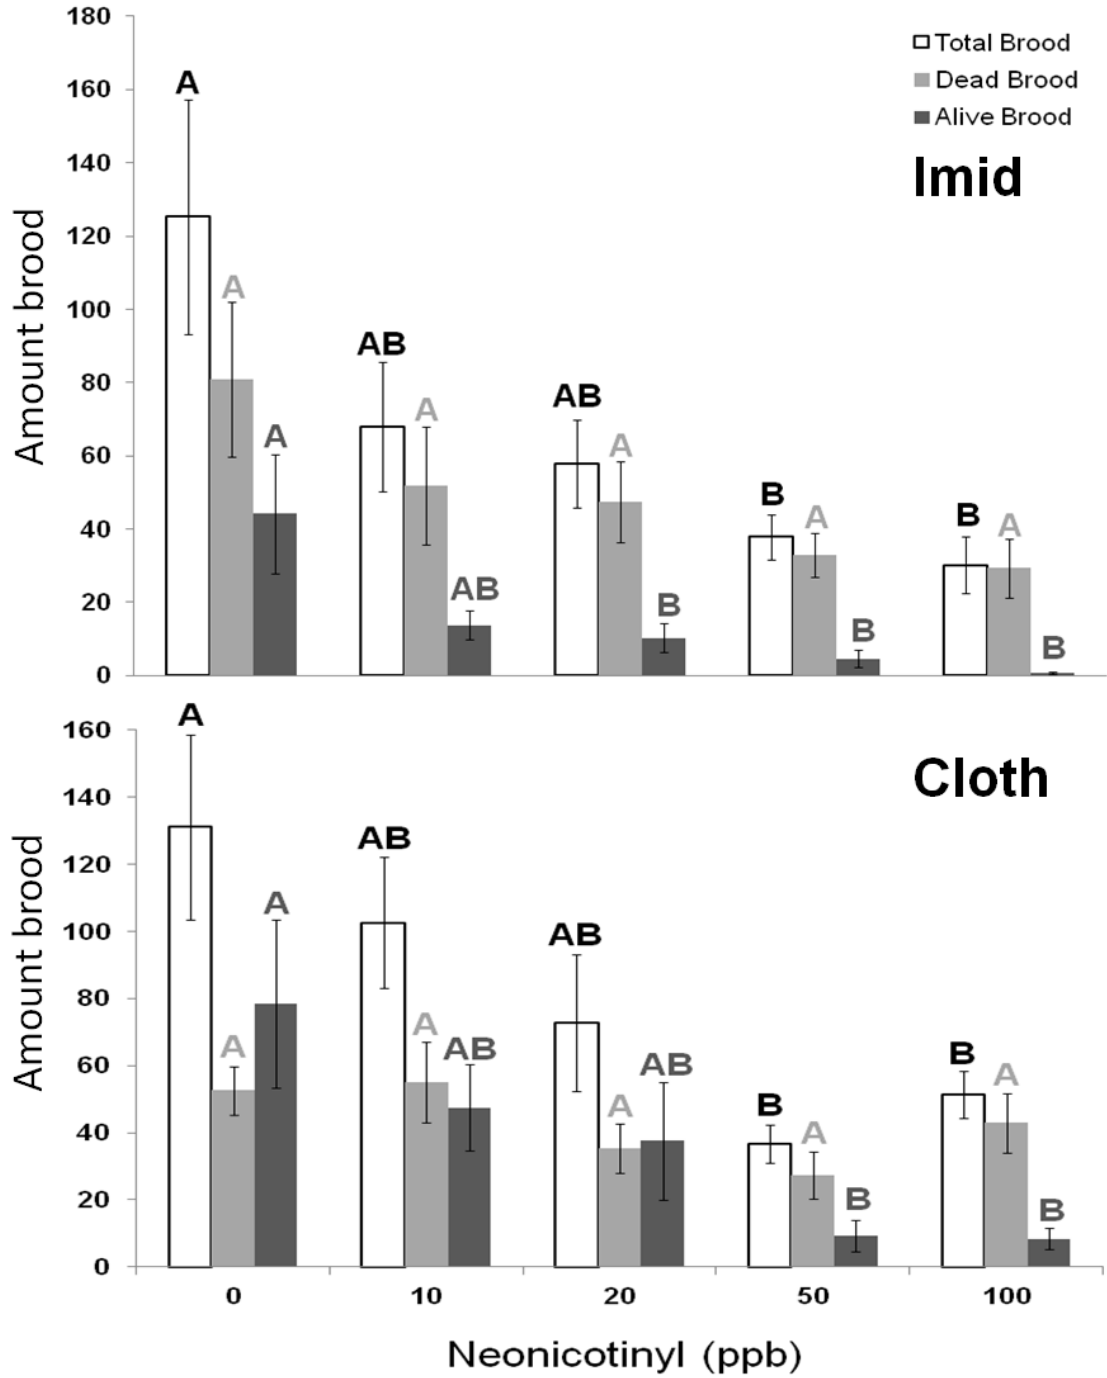 180
160
140
120
100
80
60
40
20
0
Amount brood
Total Brood
Dead Brood
Alive Brood
Imid
A
A
A
AB
A
AB
AB
A
B
B
A
B
B
A
B
160
140
120
100
80
60
40
20
0
Amount brood
Cloth
A
A
A
AB
A
AB
AB
A
AB
B
A
B
B
A
B
0 10 20 50 100
Neonicotinyl (ppb)